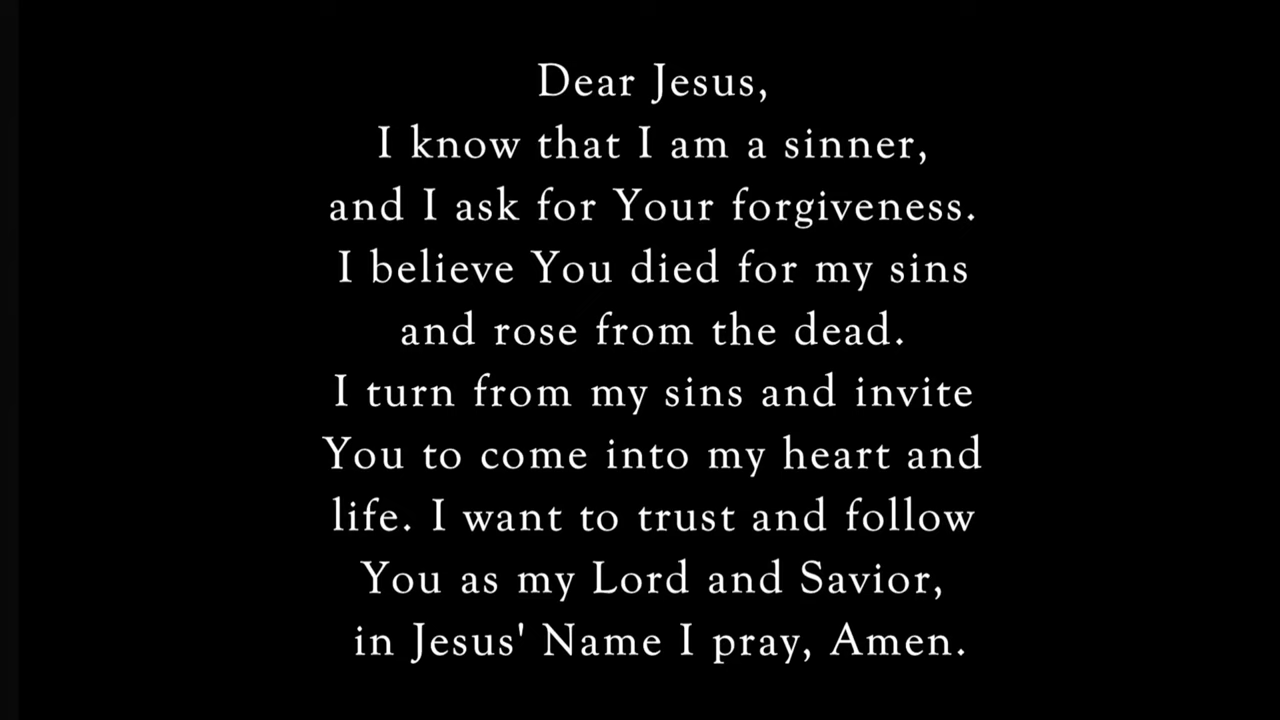 Dear Jesus,
I know that I am a sinner,
and I ask for Your forgiveness.
I believe You died for my sins
and rose from the dead.
I turn from my sins and invite
You to come into my heart and
life. I want to trust and follow
You as my Lord and Savior,
in Jesus' Name I pray, Amen.